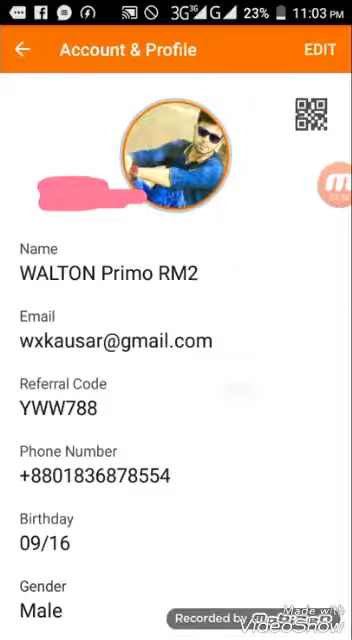 3G 3G G 23% 11:03 PM
Account & Profile EDIT
Name
WALTON Primo RM2
Email
wxkausar@gmail.com
Referral Code
YWW788
Phone Number
+8801836878554
Birthday
09/16
Gender
Male
Made with
VideoShow
Recorded by